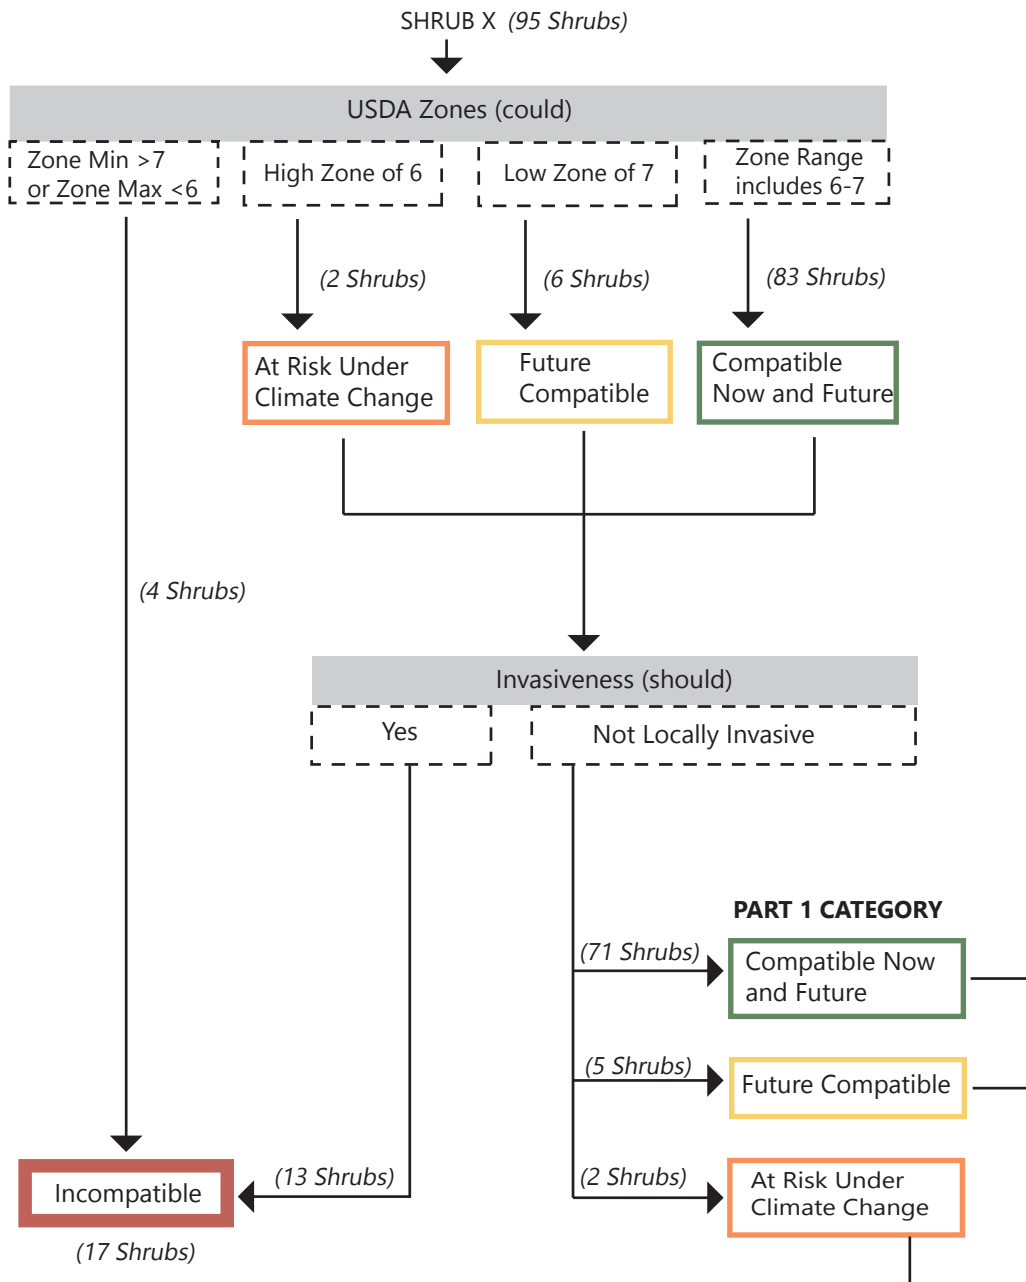 SHRUB X (95 Shrubs)
USDA Zones (could)
Zone Min >7
or Zone Max <6
High Zone of 6
Low Zone of 7
Zone Range
includes 6-7
(2 Shrubs)
(6 Shrubs)
(83 Shrubs)
At Risk Under
Climate Change
Future
Compatible
Compatible
Now and Future
(4 Shrubs)
Invasiveness (should)
Yes
Not Locally Invasive
PART 1 CATEGORY
(71 Shrubs)
Compatible Now
and Future
(5 Shrubs)
Future Compatible
(2 Shrubs)
At Risk Under
Climate Change
(13 Shrubs)
Incompatible
(17 Shrubs)